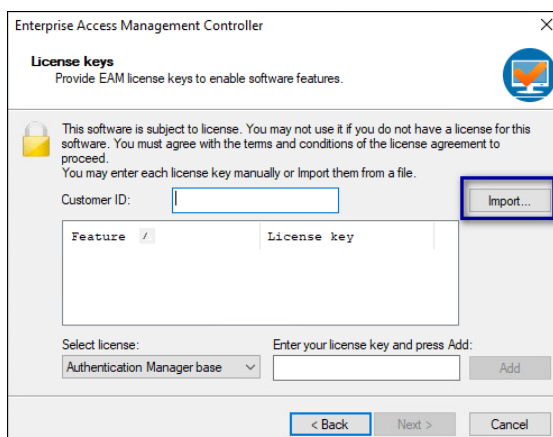 Enterprise Access Management Controller
License keys
Provide EAM license keys to enable software features.
This software is subject to license. You may not use it if you do not have a license for this
software. You must agree with the terms and conditions of the license agreement to
proceed.
You may enter each license key manually or Import them from a file.
Customer ID:
Import...
Feature / License key
Select license: Enter your license key and press Add:
Authentication Manager base Add
< Back Next > Cancel